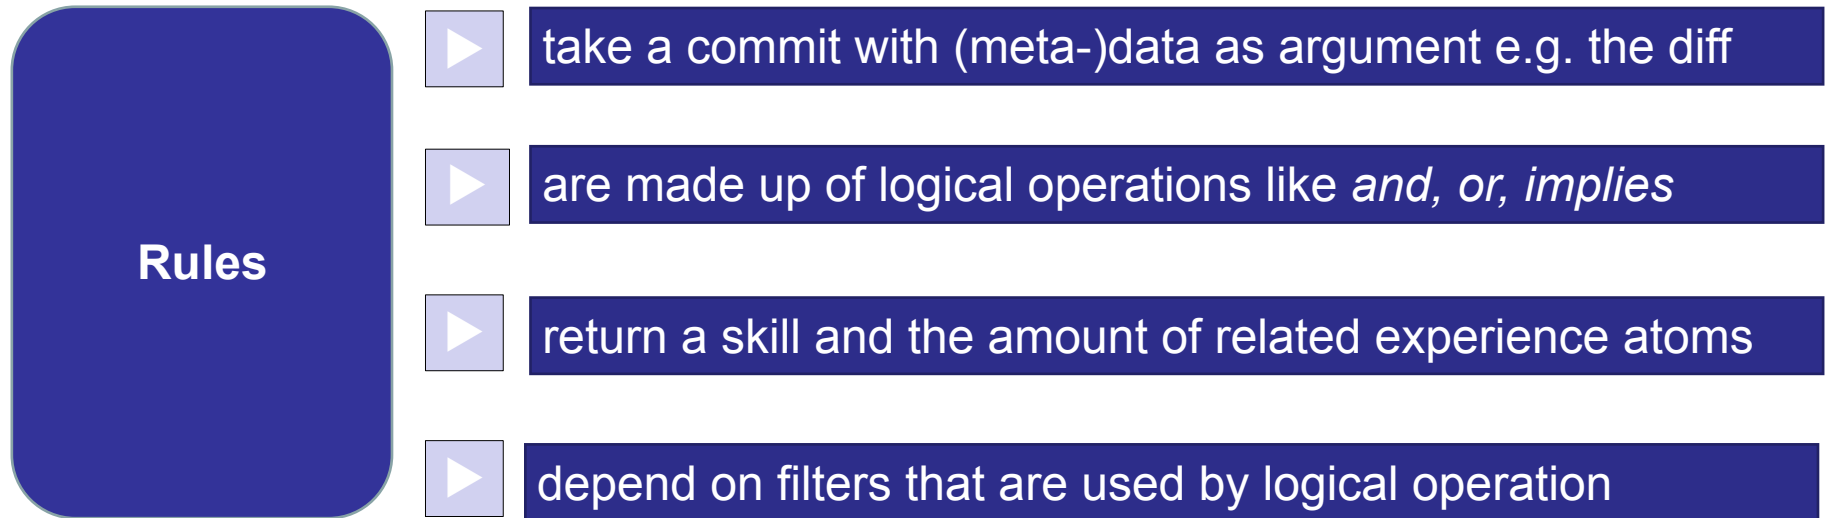 Rules
take a commit with (meta-)data as argument e.g. the diff
are made up of logical operations like and, or, implies
return a skill and the amount of related experience atoms
depend on filters that are used by logical operation